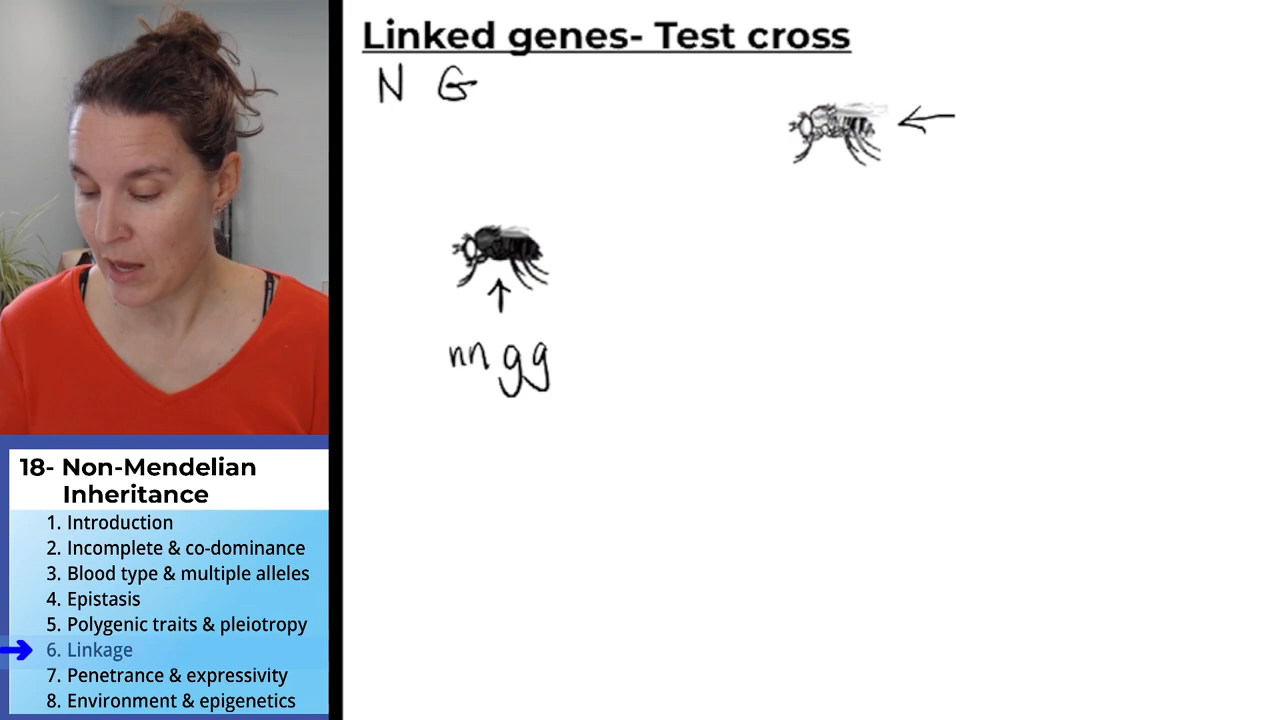 Linked genes- Test cross
N G
nn gg
18- Non-Mendelian
Inheritance
1. Introduction
2. Incomplete & co-dominance
3. Blood type & multiple alleles
4. Epistasis
5. Polygenic traits & pleiotropy
6. Linkage
7. Penetrance & expressivity
8. Environment & epigenetics